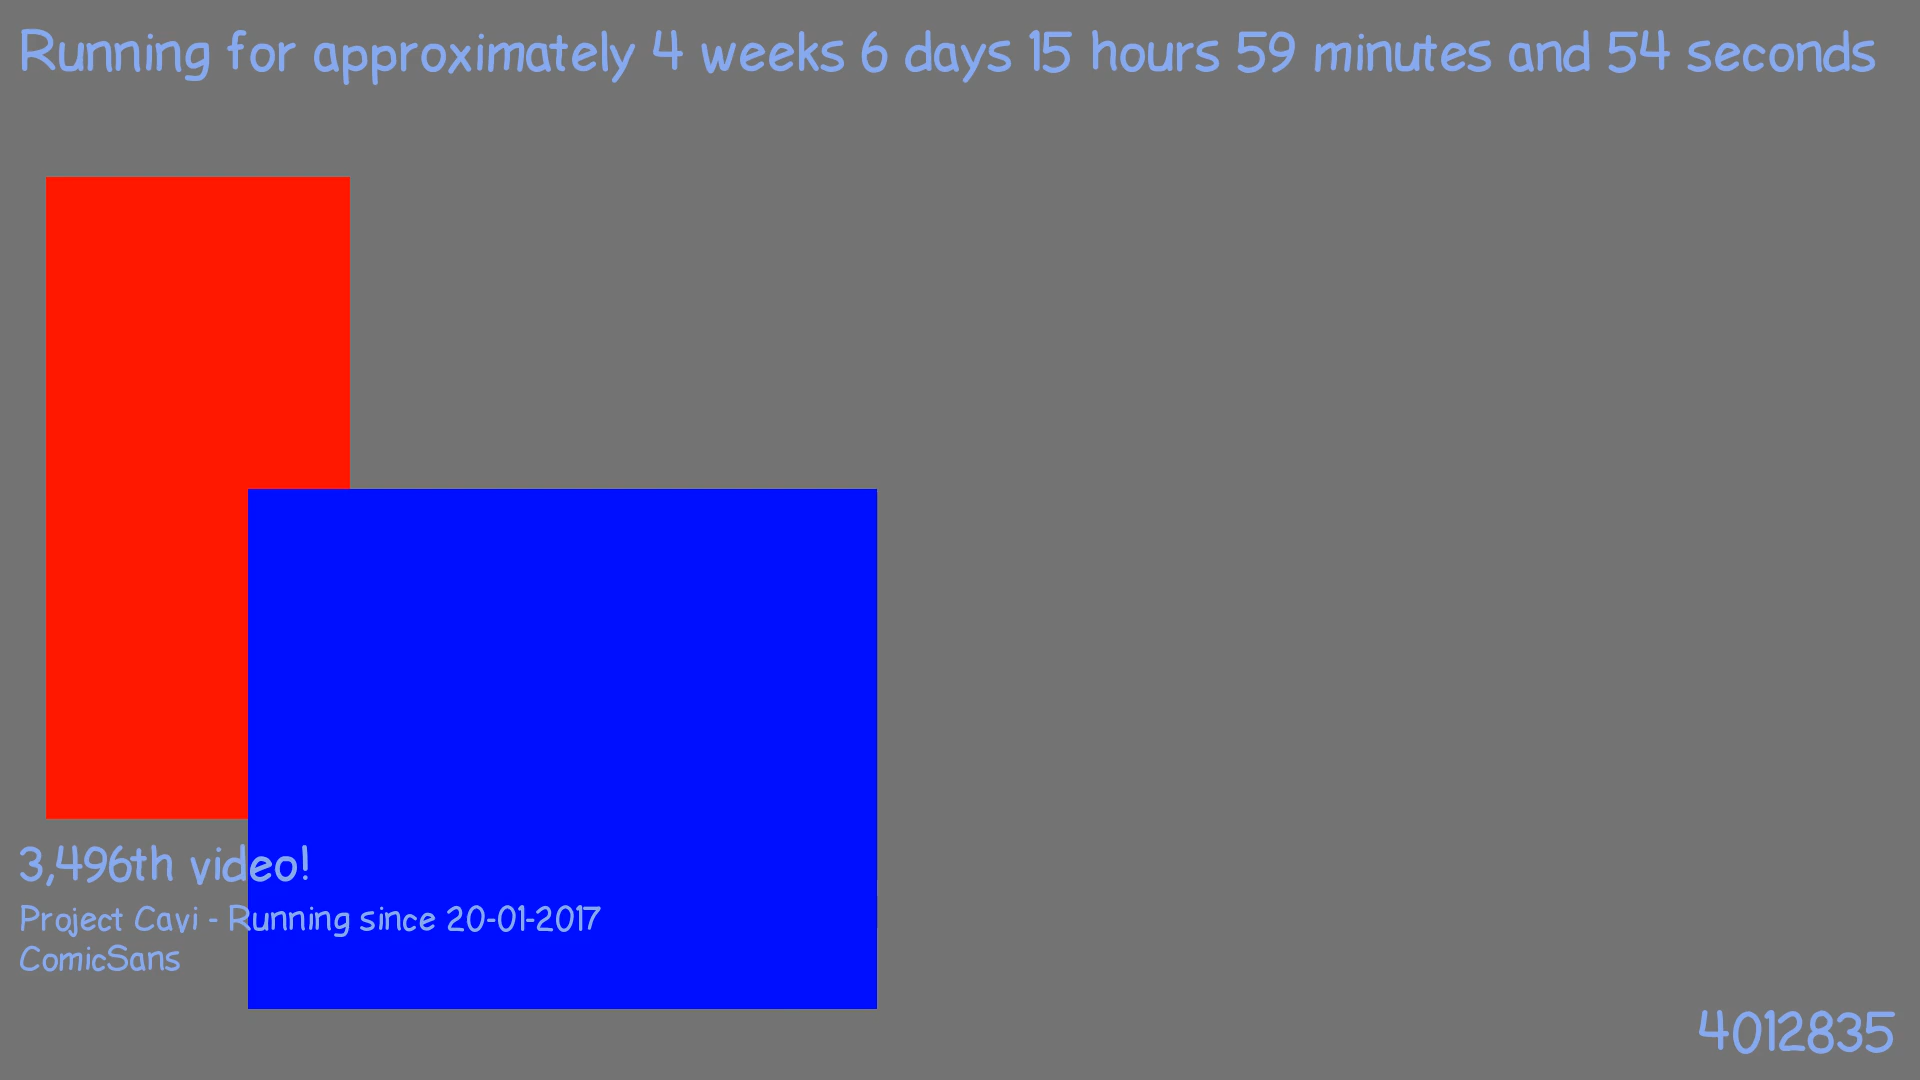 Running for approximately 4 weeks 6 days 15 hours 59 minutes and 54 seconds
3,496th video!
Project Cavi - Running since 20-01-2017
ComicSans
4012835